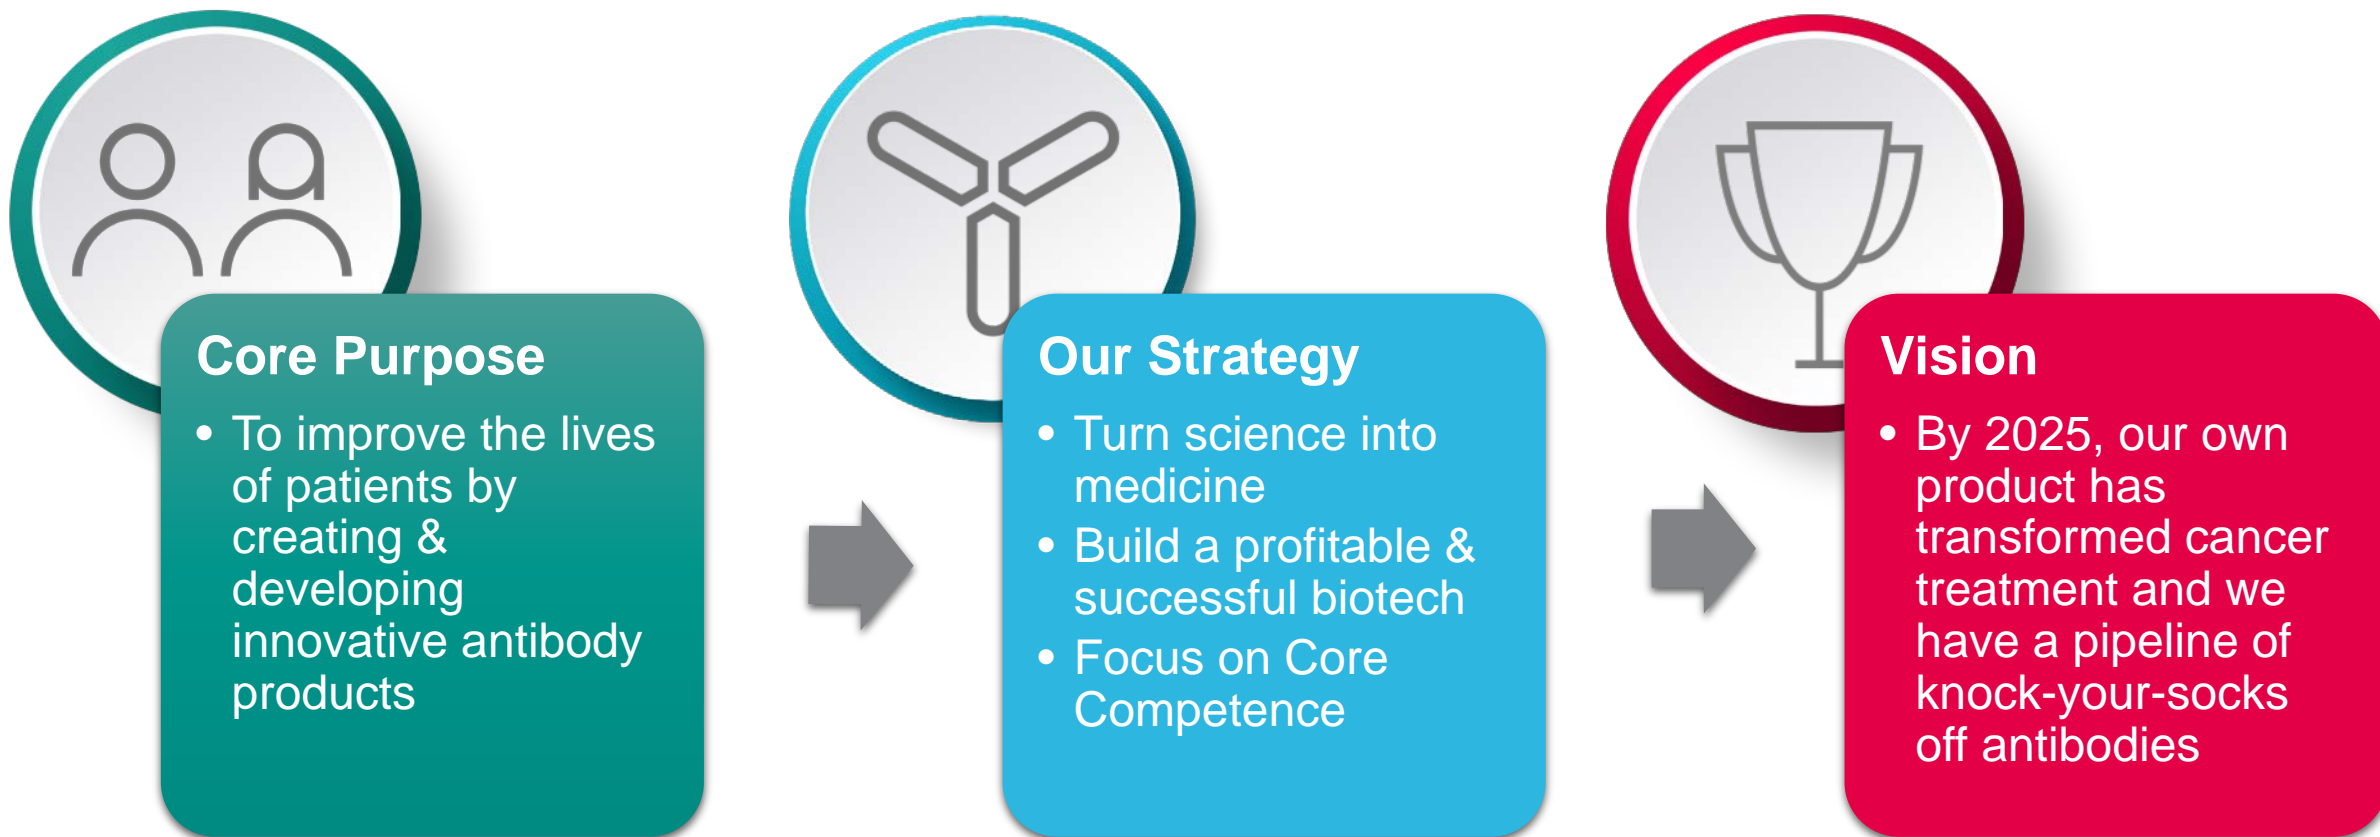 Core Purpose
• To improve the lives
of patients by
creating &
developing
innovative antibody
products
Our Strategy
• Turn science into
medicine
• Build a profitable &
successful biotech
• Focus on Core
Competence
Vision
• By 2025, our own
product has
transformed cancer
treatment and we
have a pipeline of
knock-your-socks
off antibodies